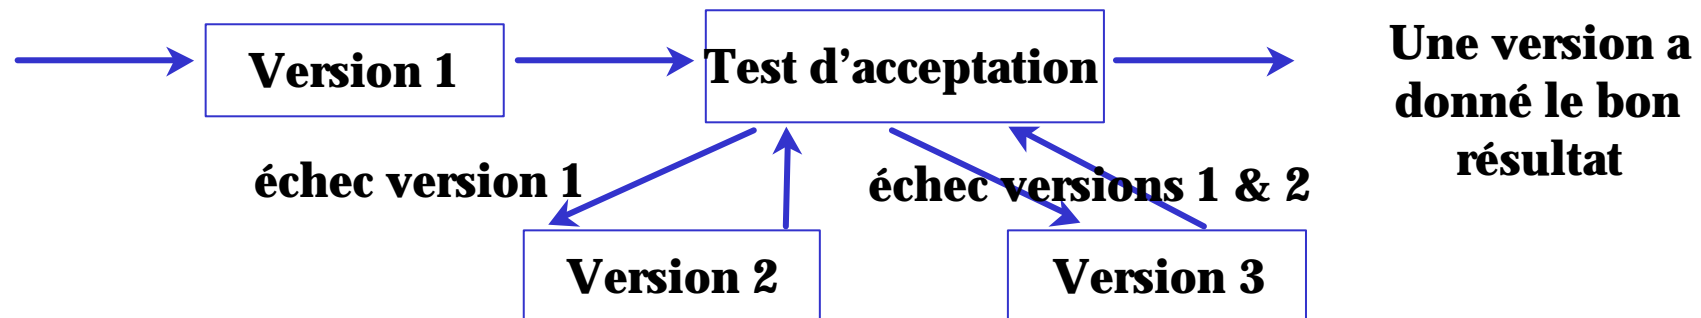 Version 1
Test d’acceptation
Une version a
donné le bon
résultat
échec version 1
échec versions 1 & 2
Version 2
Version 3